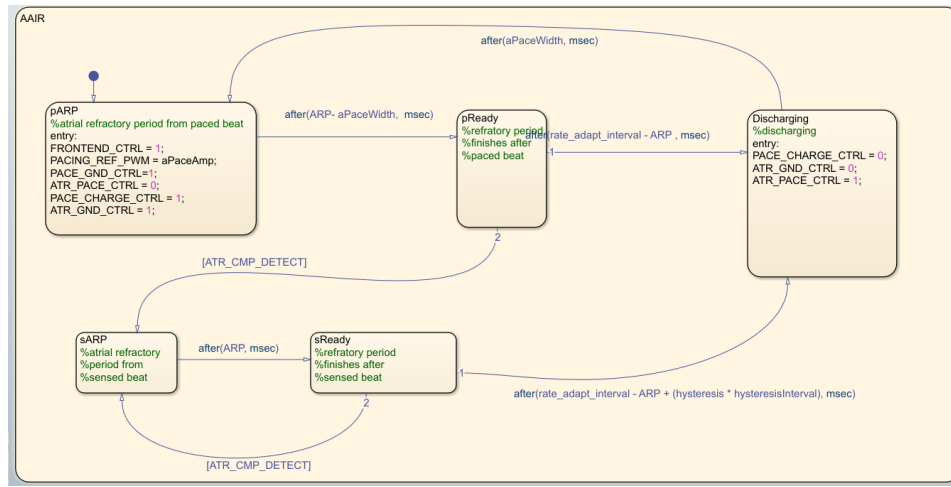 AAIR
after(aPaceWidth, msec)
pARP
%atrial refractory period from paced beat
entry:
FRONTEND_CTRL = 1;
PACING_REF_PWM = aPaceAmp;
PACE_GND_CTRL=1;
ATR_PACE_CTRL = 0;
PACE_CHARGE_CTRL = 1;
ATR_GND_CTRL = 1;
after(ARP- aPaceWidth, msec)
pReady
%refratory period
%finishes after
%paced beat
after(rate_adapt_interval - ARP , msec)
1
2
Discharging
%discharging
entry:
PACE_CHARGE_CTRL = 0;
ATR_GND_CTRL = 0;
ATR_PACE_CTRL = 1;
[ATR_CMP_DETECT]
sARP
%atrial refractory
%period from
%sensed beat
after(ARP, msec)
sReady
%refratory period
%finishes after
%sensed beat
1
2
after(rate_adapt_interval - ARP + (hysteresis * hysteresisInterval), msec)
[ATR_CMP_DETECT]